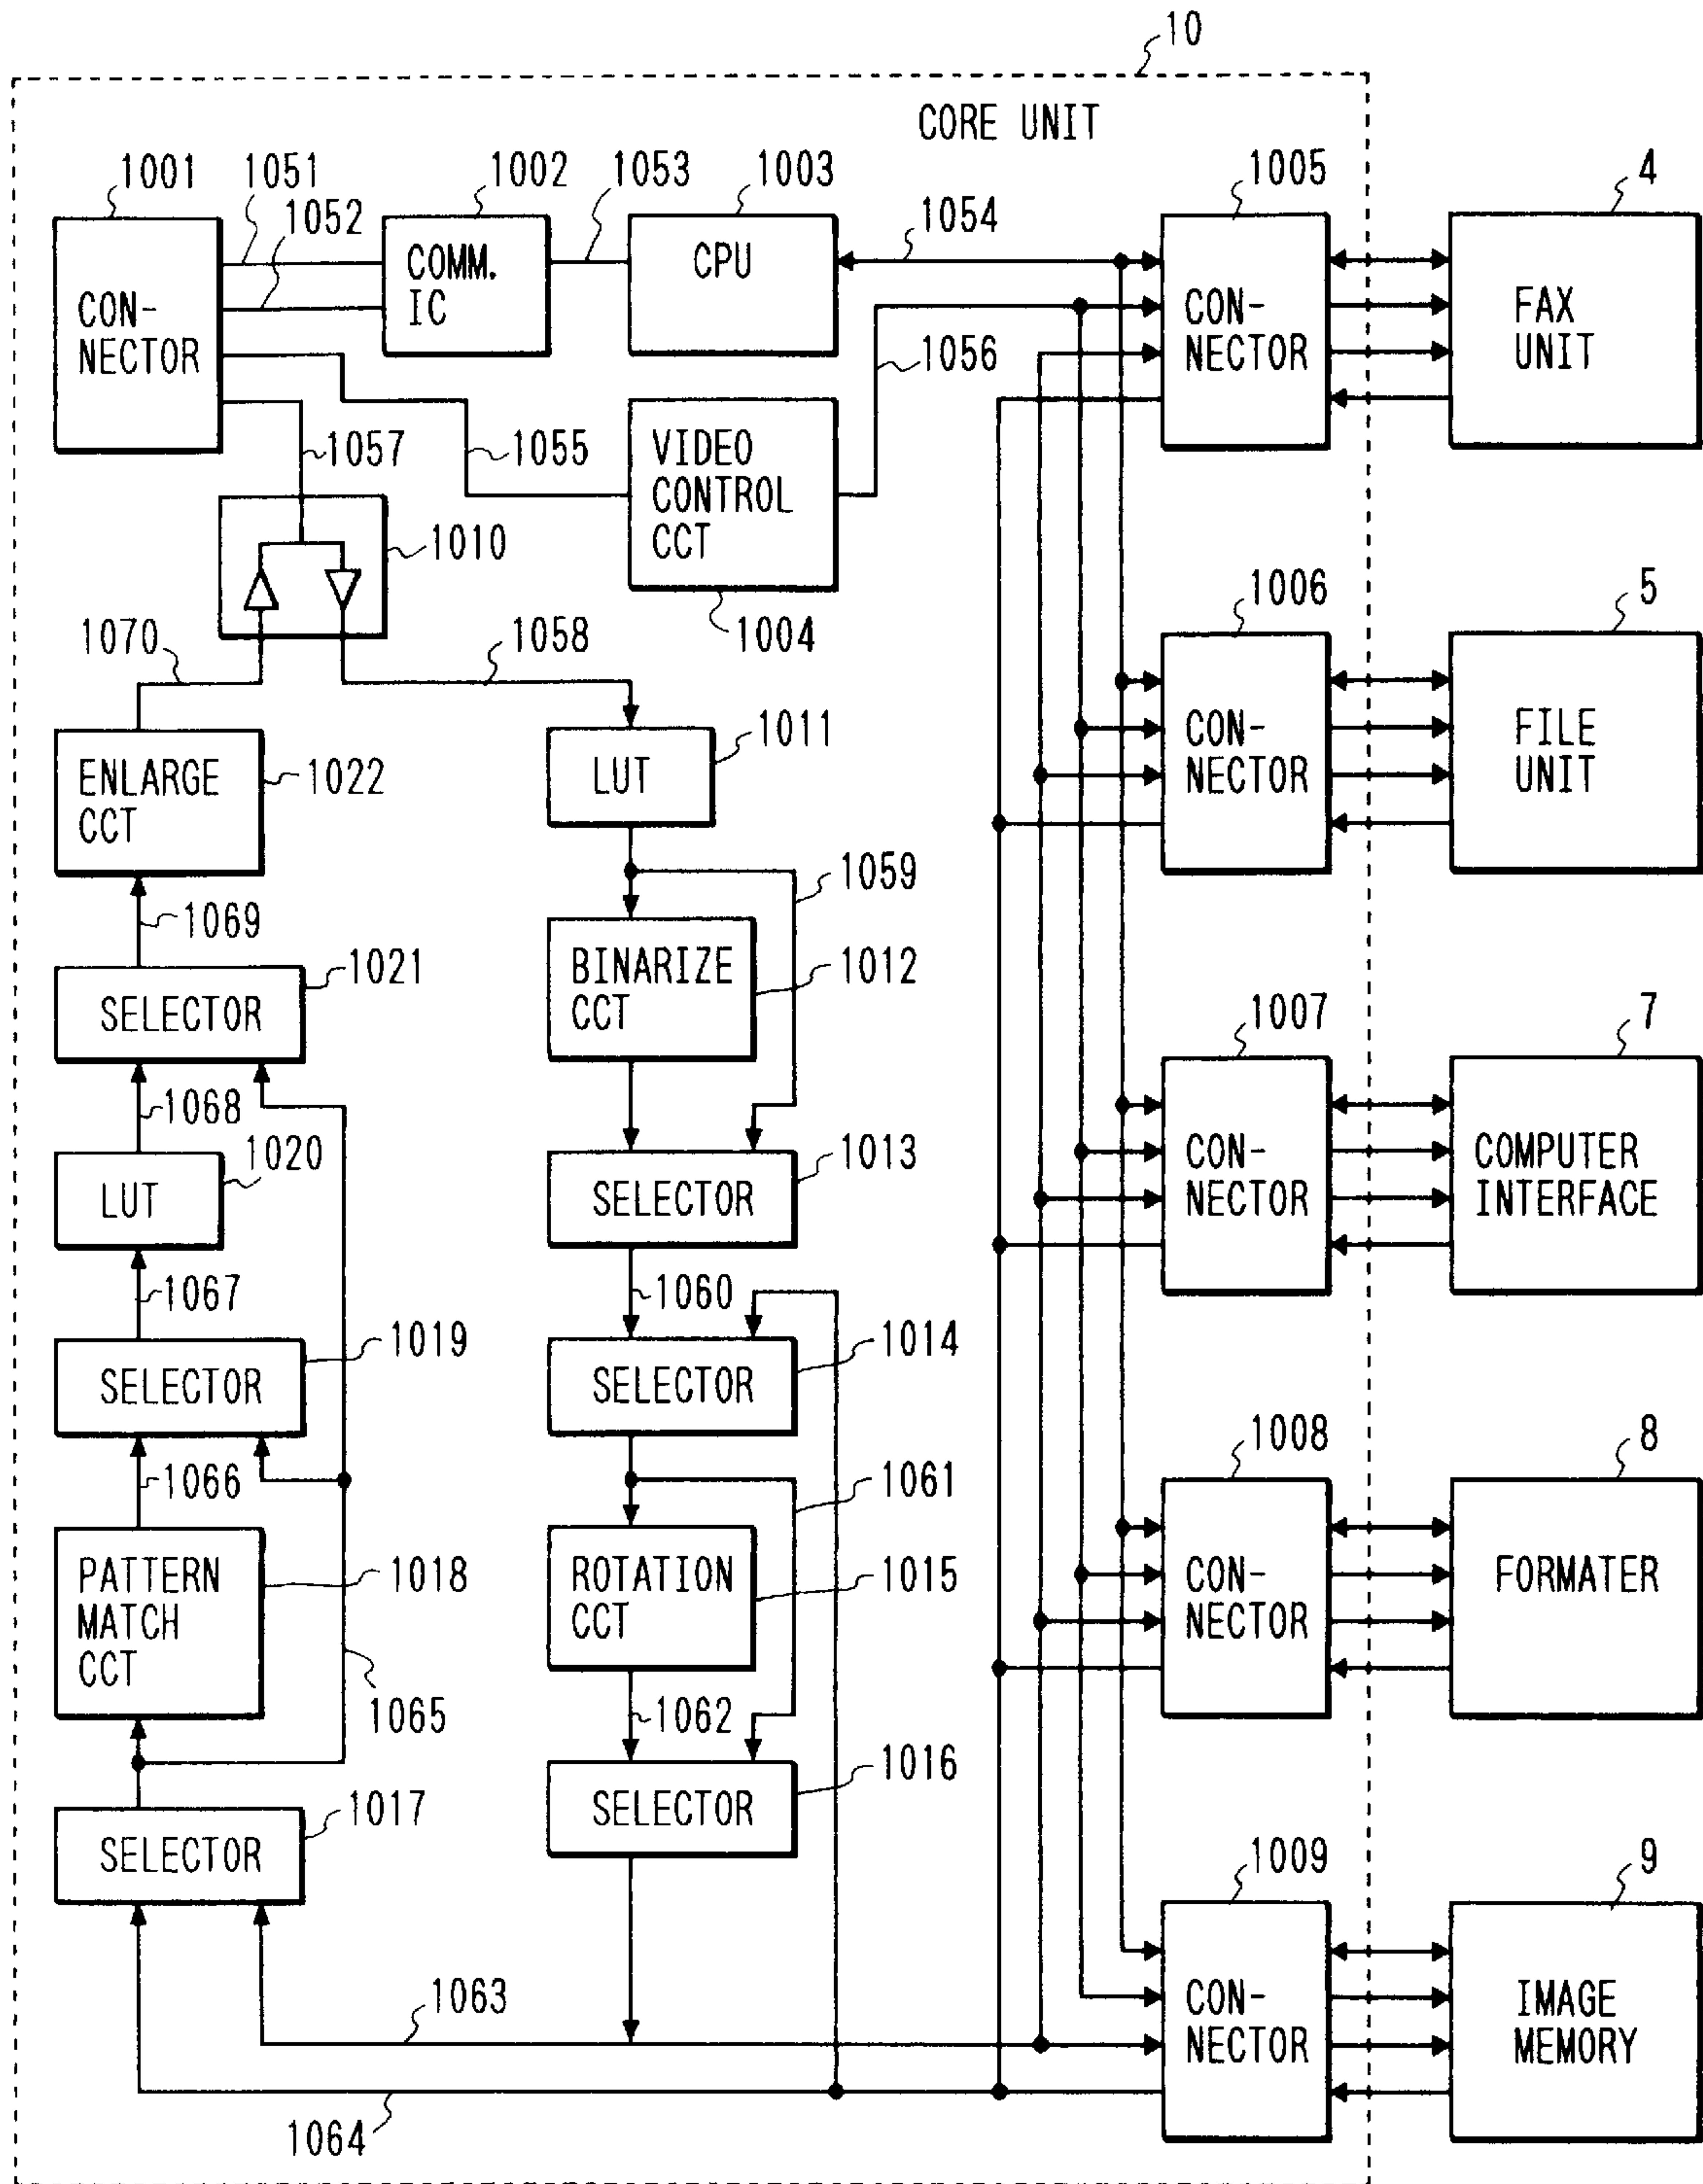 10
CORE UNIT
1001
1051
1052
1002
1053
1003
1054
1005
4
CON-
NECTOR
COMM.
IC
CPU
CON-
NECTOR
FAX
UNIT
1056
1057
1055
VIDEO
CONTROL
CCT
1010
1004
1006
5
1070
1058
1011
ENLARGE
CCT
1022
LUT
CON-
NECTOR
FILE
UNIT
1059
1069
1021
BINARIZE
CCT
1012
SELECTOR
1007
7
1068
1020
1013
LUT
SELECTOR
CON-
NECTOR
COMPUTER
INTERFACE
1067
1060
1019
1014
SELECTOR
SELECTOR
1008
8
1066
1061
PATTERN
MATCH
CCT
1018
ROTATION
CCT
1015
CON-
NECTOR
FORMATER
1065
1062
1016
1017
SELECTOR
SELECTOR
1009
9
1063
CON-
NECTOR
IMAGE
MEMORY
1064